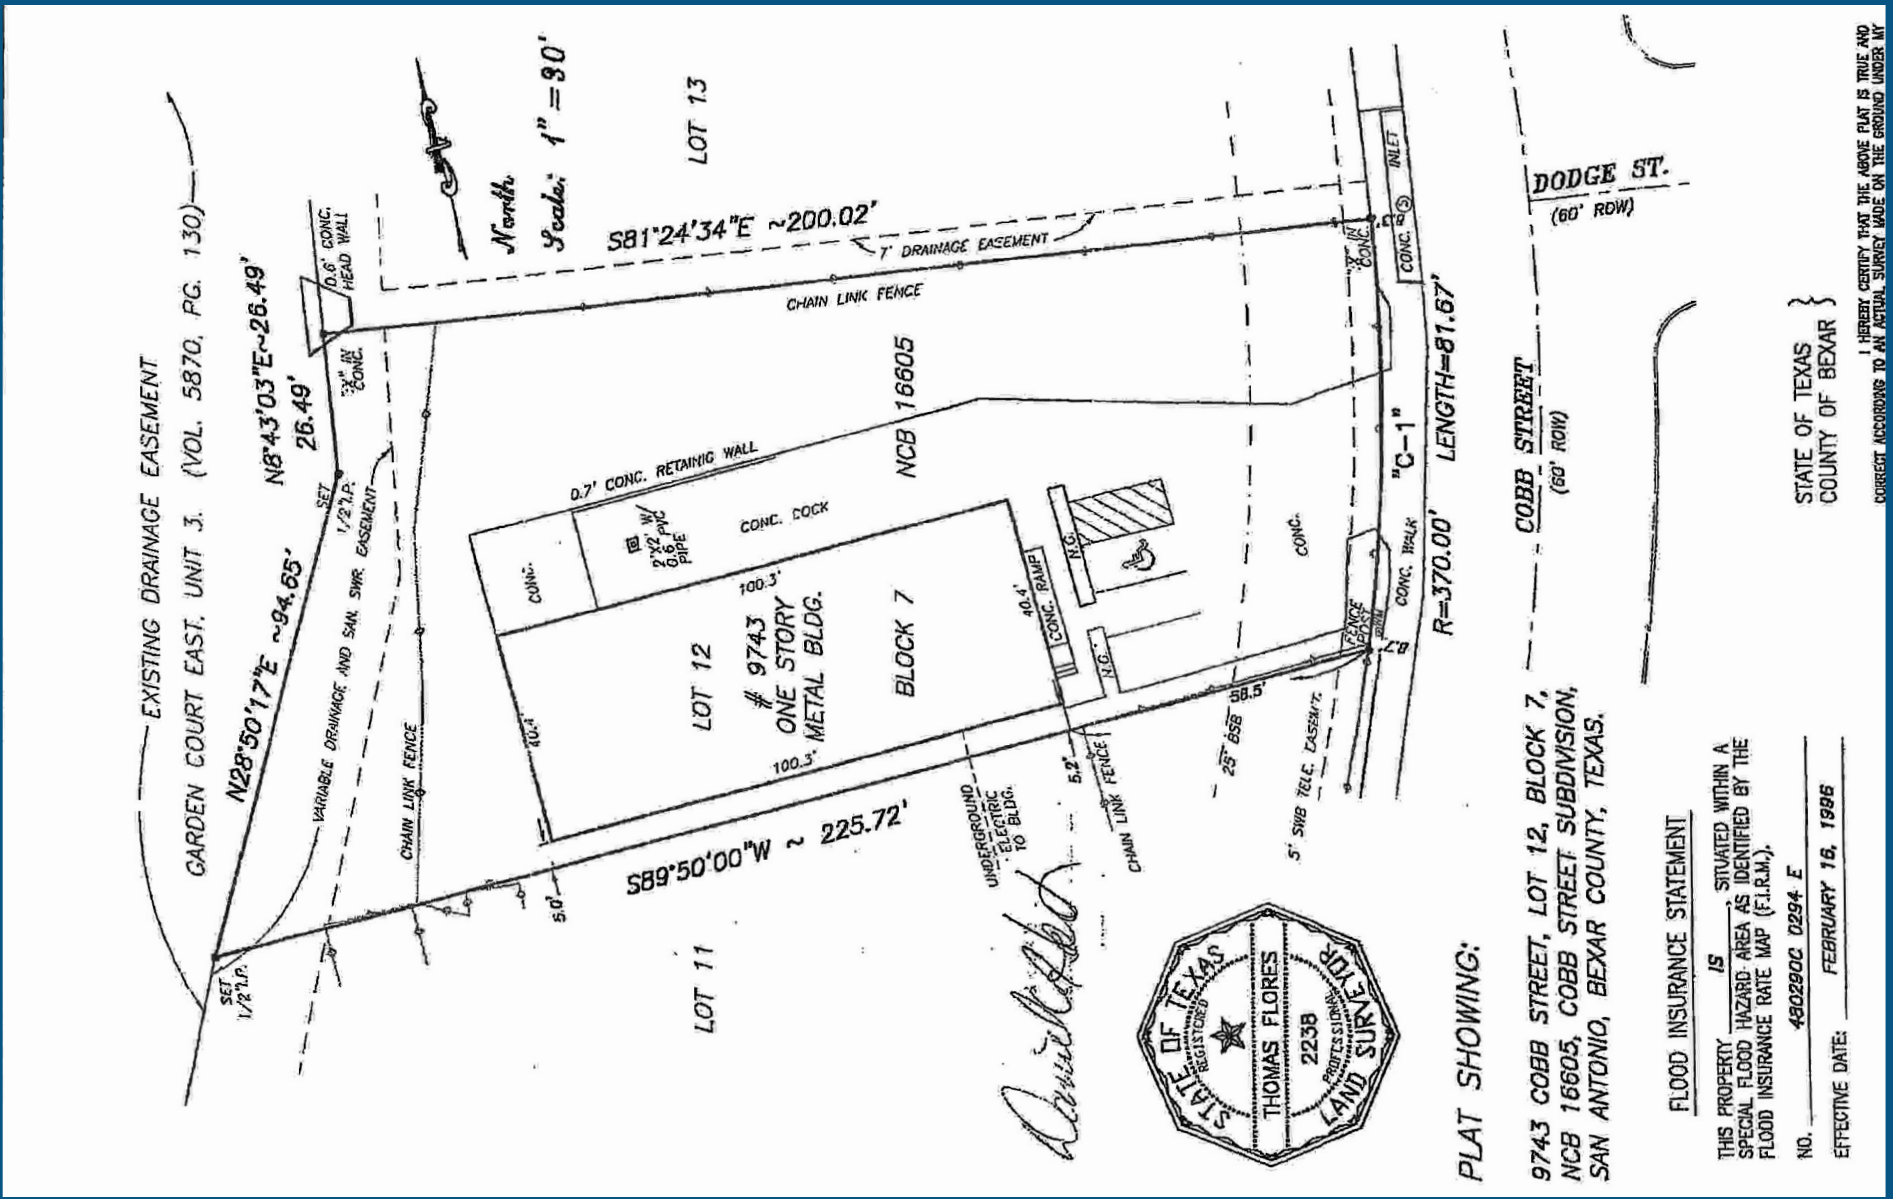 EXISTING DRAINAGE EASEMENT
GARDEN COURT EAST, UNIT 3. (VOL. 5870, PG. 130)
N8°43'03"E~26.49'
26.49'
0.6' CONC.
HEAD WALL
"X" IN
CONC.
SET
1/2"I.P.
N28°50'17"E ~94.65'
VARIABLE DRAINAGE AND SAN. SWR. EASEMENT
CHAIN LINK FENCE
SET
1/2"I.P.
North
Scale: 1"=30'
LOT 13
S81°24'34"E ~200.02'
7' DRAINAGE EASEMENT
CHAIN LINK FENCE
NCB 16605
0.7' CONC. RETAINIG WALL
CONC.
2'X2' W/
0.6' PVC
PIPE
CONC. COCK
100.3'
LOT 12
# 9743
ONE STORY
METAL BLDG.
BLOCK 7
40.4'
40.4'
100.3'
CONC. RAMP
N.C.
N.G.
CONC.
5.0'
S89°50'00"W ~ 225.72'
LOT 11
UNDERGROUND
ELECTRIC
TO BLDG.
5.2'
CHAIN LINK FENCE
58.5'
25' BSB
5' SWB TELE. EASEM'T.
FENCE
POST
8.7'
"X" IN
CONC.
8.3'
CONC.
S
INLET
"C-1"
CONC. WALK
R=370.00' LENGTH=81.67'
COBB STREET
(60' ROW)
DODGE ST.
(60' ROW)
STATE OF TEXAS
REGISTERED
THOMAS FLORES
2238
PROFESSIONAL
LAND SURVEYOR
PLAT SHOWING:
9743 COBB STREET, LOT 12, BLOCK 7,
NCB 16605, COBB STREET SUBDIVISION,
SAN ANTONIO, BEXAR COUNTY, TEXAS.
FLOOD INSURANCE STATEMENT
THIS PROPERTY IS, SITUATED WITHIN A
SPECIAL FLOOD HAZARD AREA AS IDENTIFIED BY THE
FLOOD INSURANCE RATE MAP (F.I.R.M.).
NO. 480290C 0294 E
EFFECTIVE DATE: FEBRUARY 16, 1996
STATE OF TEXAS }
COUNTY OF BEXAR }
I HEREBY CERTIFY THAT THE ABOVE PLAT IS TRUE AND
CORRECT ACCORDING TO AN ACTUAL SURVEY MADE ON THE GROUND UNDER MY